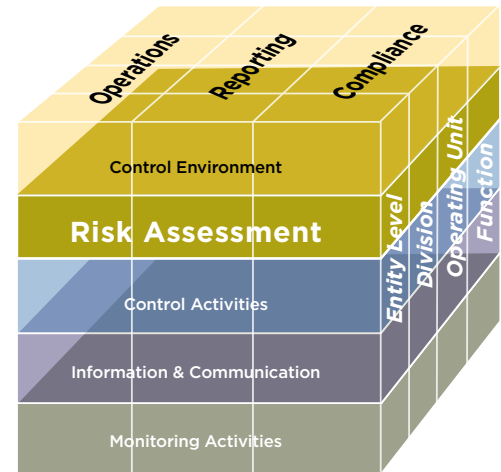 Operations
Reporting
Compliance
Control Environment
Risk Assessment
Control Activities
Information & Communication
Monitoring Activities
Entity Level
Division
Operating Unit
Function